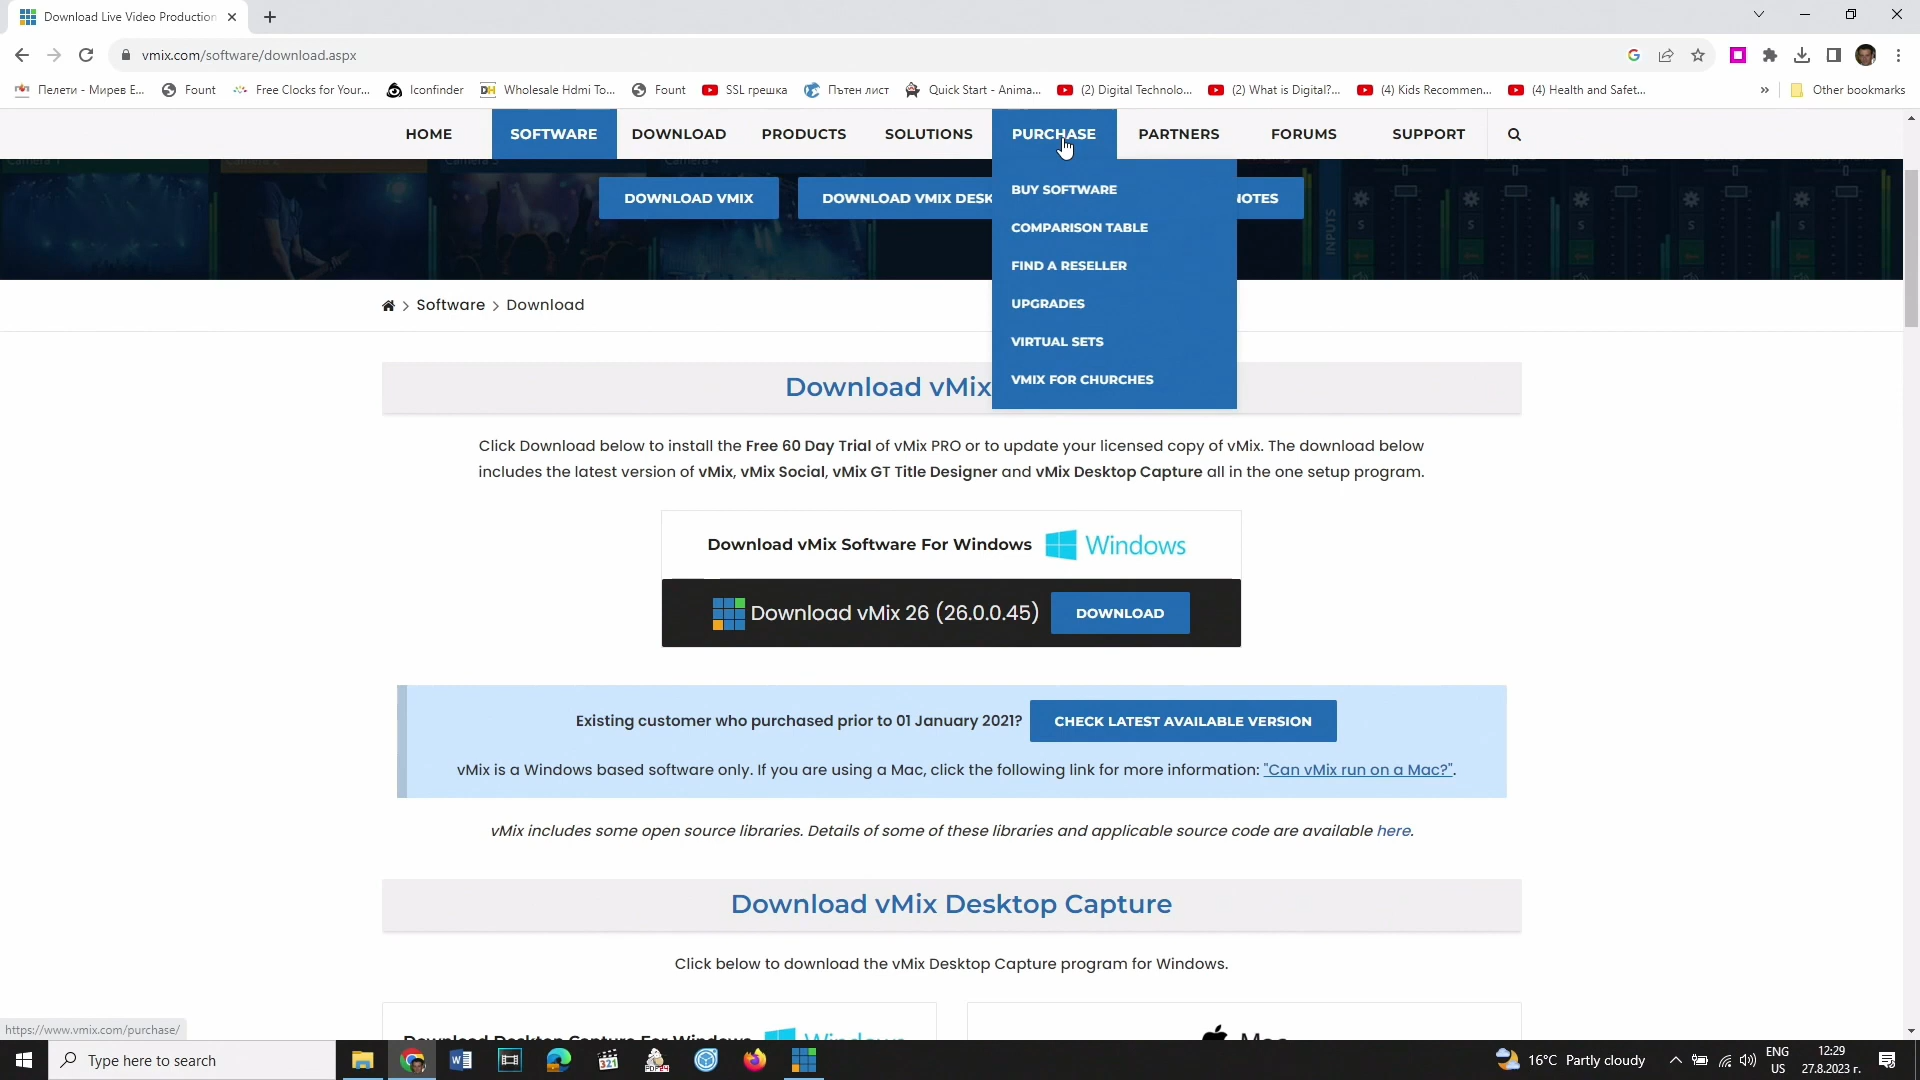 Download Live Video Production
vmix.com/software/download.aspx
Пелети - Мирев Е...
Fount
Free Clocks for Your...
Iconfinder
Wholesale Hdmi To...
Fount
SSL грешка
Пътен лист
Quick Start - Anima...
(2) Digital Technolo...
(2) What is Digital?...
(4) Kids Recommen...
(4) Health and Safet...
»
Other bookmarks
HOME
SOFTWARE
DOWNLOAD
PRODUCTS
SOLUTIONS
PURCHASE
PARTNERS
FORUMS
SUPPORT
DOWNLOAD VMIX
DOWNLOAD VMIX DESK
NOTES
INPUTS
BUY SOFTWARE
COMPARISON TABLE
FIND A RESELLER
UPGRADES
VIRTUAL SETS
VMIX FOR CHURCHES
> Software > Download
Download vMix
Click Download below to install the Free 60 Day Trial of vMix PRO or to update your licensed copy of vMix. The download below
includes the latest version of vMix, vMix Social, vMix GT Title Designer and vMix Desktop Capture all in the one setup program.
Download vMix Software For Windows
Windows
Download vMix 26 (26.0.0.45)
DOWNLOAD
Existing customer who purchased prior to 01 January 2021?
CHECK LATEST AVAILABLE VERSION
vMix is a Windows based software only. If you are using a Mac, click the following link for more information: "Can vMix run on a Mac?".
vMix includes some open source libraries. Details of some of these libraries and applicable source code are available here.
Download vMix Desktop Capture
Click below to download the vMix Desktop Capture program for Windows.
Download Desktop Capture For Windows
Windows
Mac
https://www.vmix.com/purchase/
Type here to search
16°C Partly cloudy
ENG
US
12:29
27.8.2023 г.